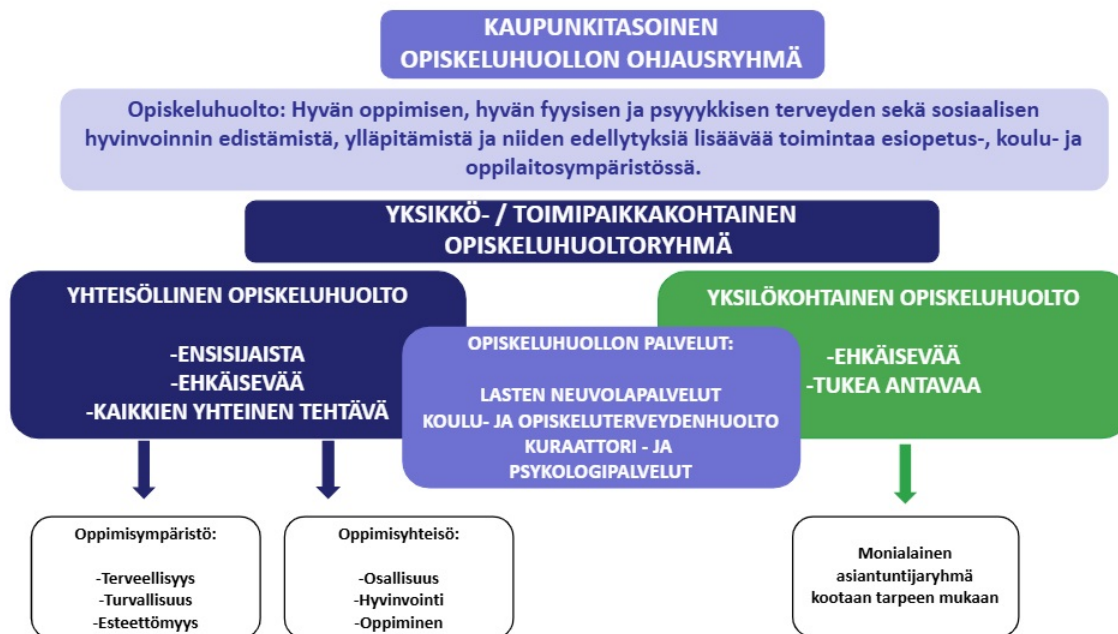 KAUPUNKITASOINEN
OPISKELUHUOLLON OHJAUSRYHMÄ
Opiskeluhuolto: Hyvän oppimisen, hyvän fyysisen ja psyyykkisen terveyden sekä sosiaalisen
hyvinvoinnin edistämistä, ylläpitämistä ja niiden edellytyksiä lisäävää toimintaa esiopetus-, koulu- ja
oppilaitosympäristössä.
YKSIKKÖ- / TOIMIPAIKKAKOHTAINEN
OPISKELUHUOLTORYHMÄ
YHTEISÖLLINEN OPISKELUHUOLTO
-ENSISIJAISTA
-EHKÄISEVÄÄ
-KAIKKIEN YHTEINEN TEHTÄVÄ
OPISKELUHUOLLON PALVELUT:
LASTEN NEUVOLAPALVELUT
KOULU- JA OPISKELUTERVEYDENHUOLTO
KURAATTORI - JA
PSYKOLOGIPALVELUT
YKSILÖKOHTAINEN OPISKELUHUOLTO
-EHKÄISEVÄÄ
-TUKEA ANTAVAA
Oppimisympäristö:
-Terveellisyys
-Turvallisuus
-Esteettömyys
Oppimisyhteisö:
-Osallisuus
-Hyvinvointi
-Oppiminen
Monialainen
asiantuntijaryhmä
kootaan tarpeen mukaan